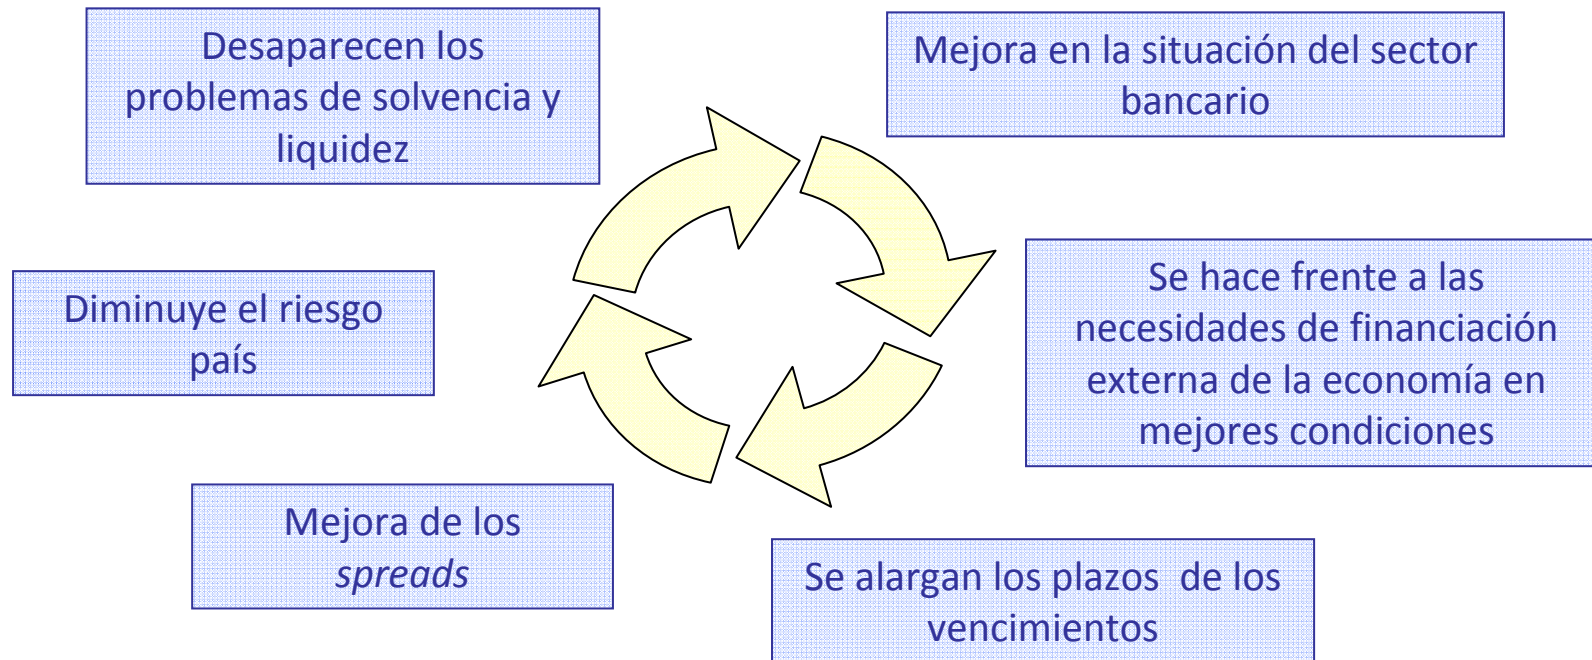 Desaparecen los
problemas de solvencia y
liquidez
Mejora en la situación del sector
bancario
Se hace frente a las
necesidades de financiación
externa de la economía en
mejores condiciones
Se alargan los plazos de los
vencimientos
Mejora de los
spreads
Diminuye el riesgo
país